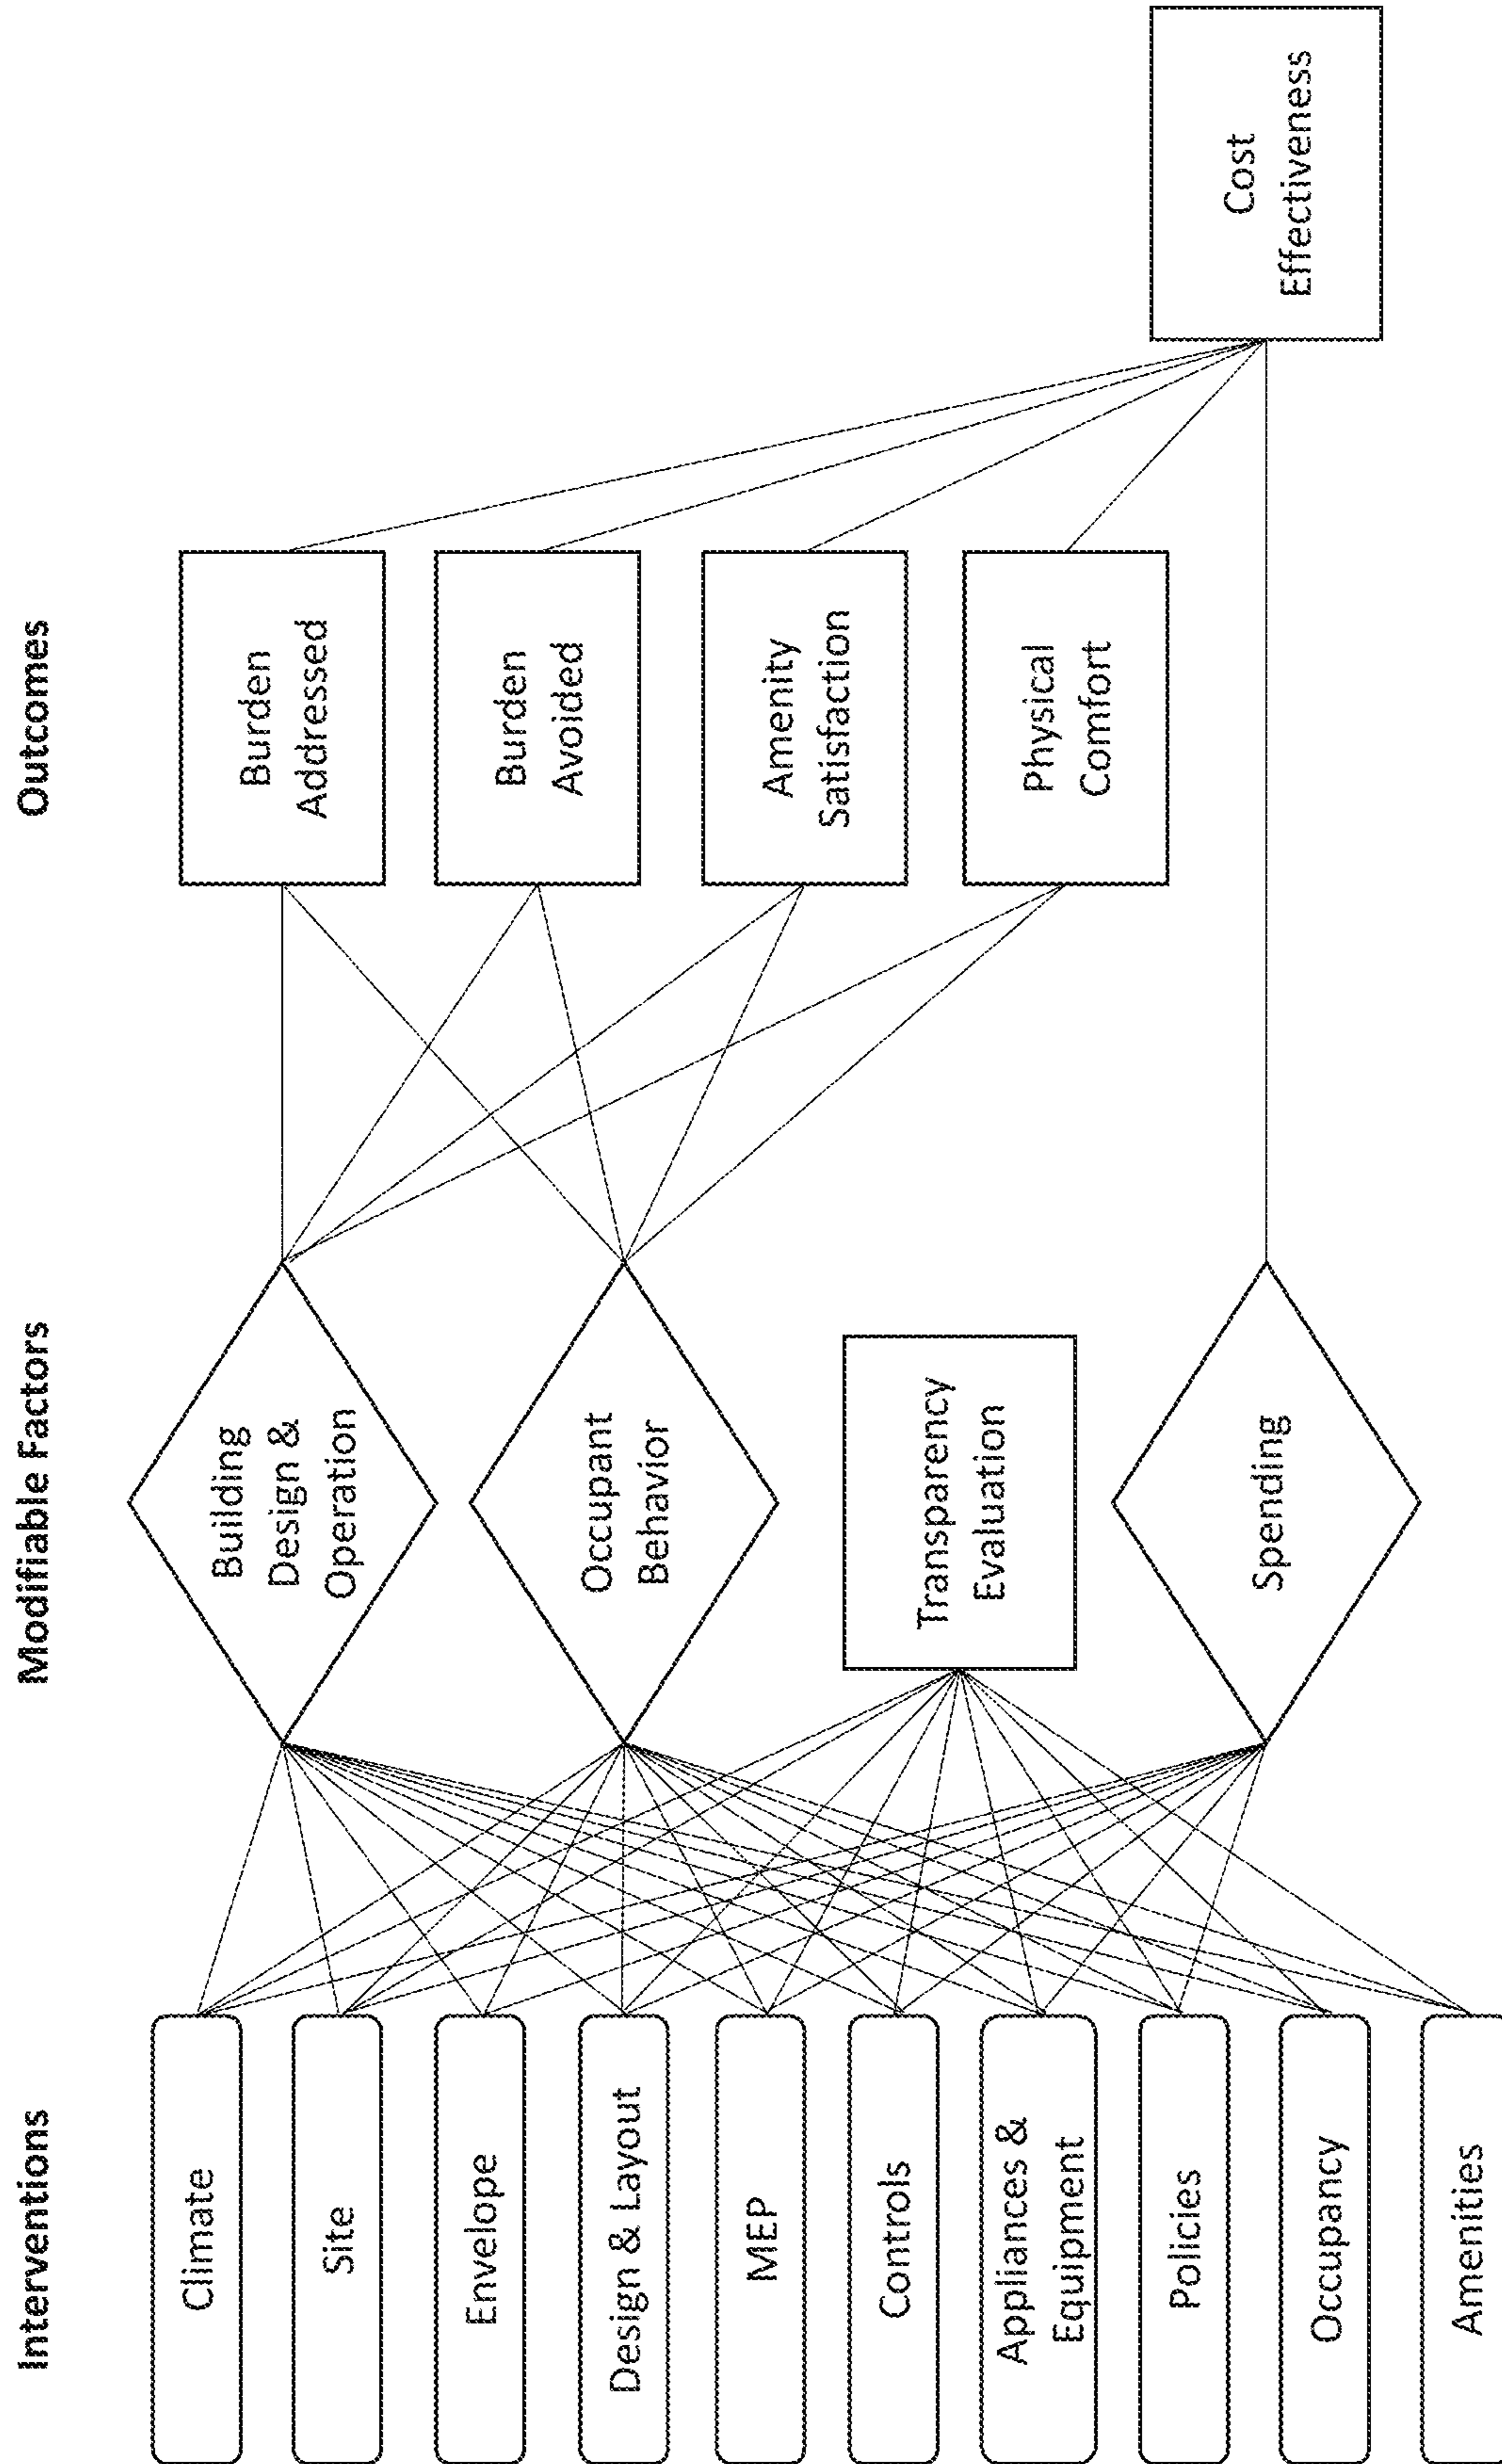 Interventions
Modifiable Factors
Outcomes
Climate
Site
Envelope
Design & Layout
MEP
Controls
Appliances &
Equipment
Policies
Occupancy
Amenities
Building
Design &
Operation
Occupant
Behavior
Transparency
Evaluation
Spending
Burden
Addressed
Burden
Avoided
Amenity
Satisfaction
Physical
Comfort
Cost
Effectiveness